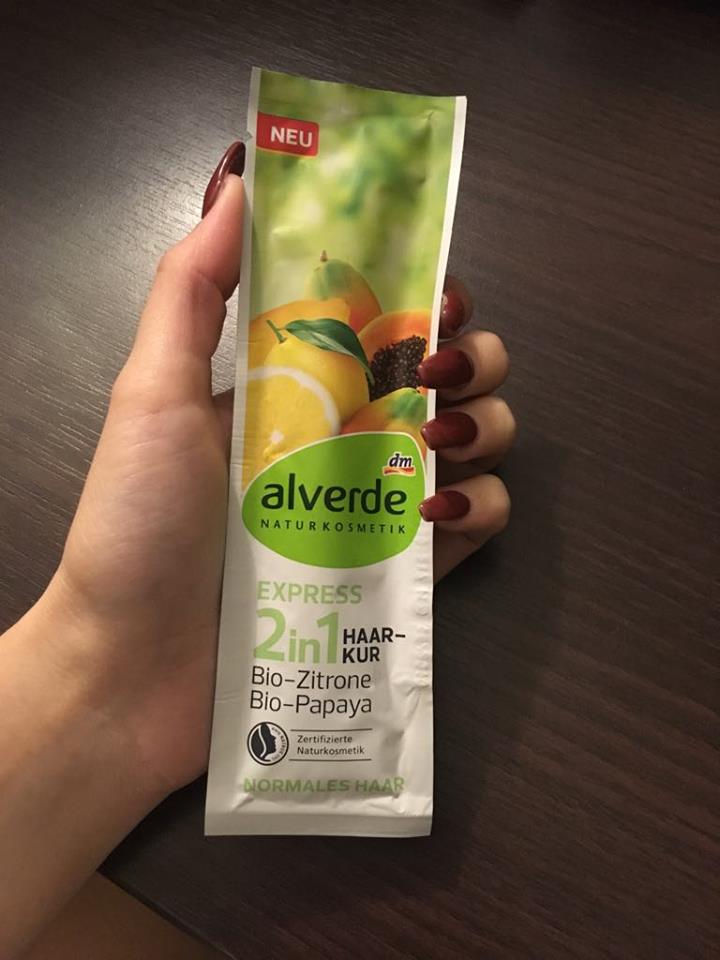 NEU
dm
alverde
NATURKOSMETIK
EXPRESS
2in1 HAAR-
KUR
Bio-Zitrone
Bio-Papaya
Zertifizierte
Naturkosmetik
NORMALES HAAR